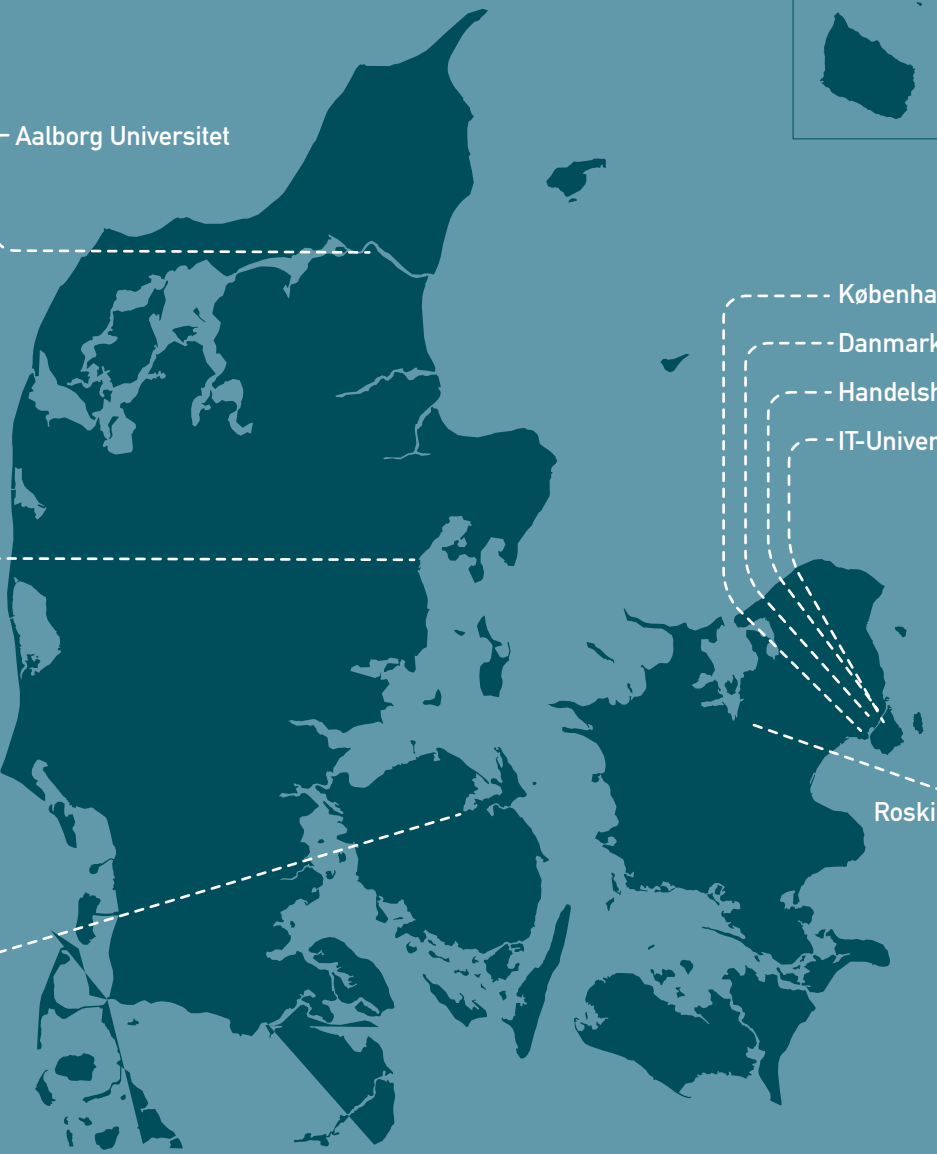 Aalborg Universitet
Københa
Danmark
Handelsh
IT-Univer
Roski